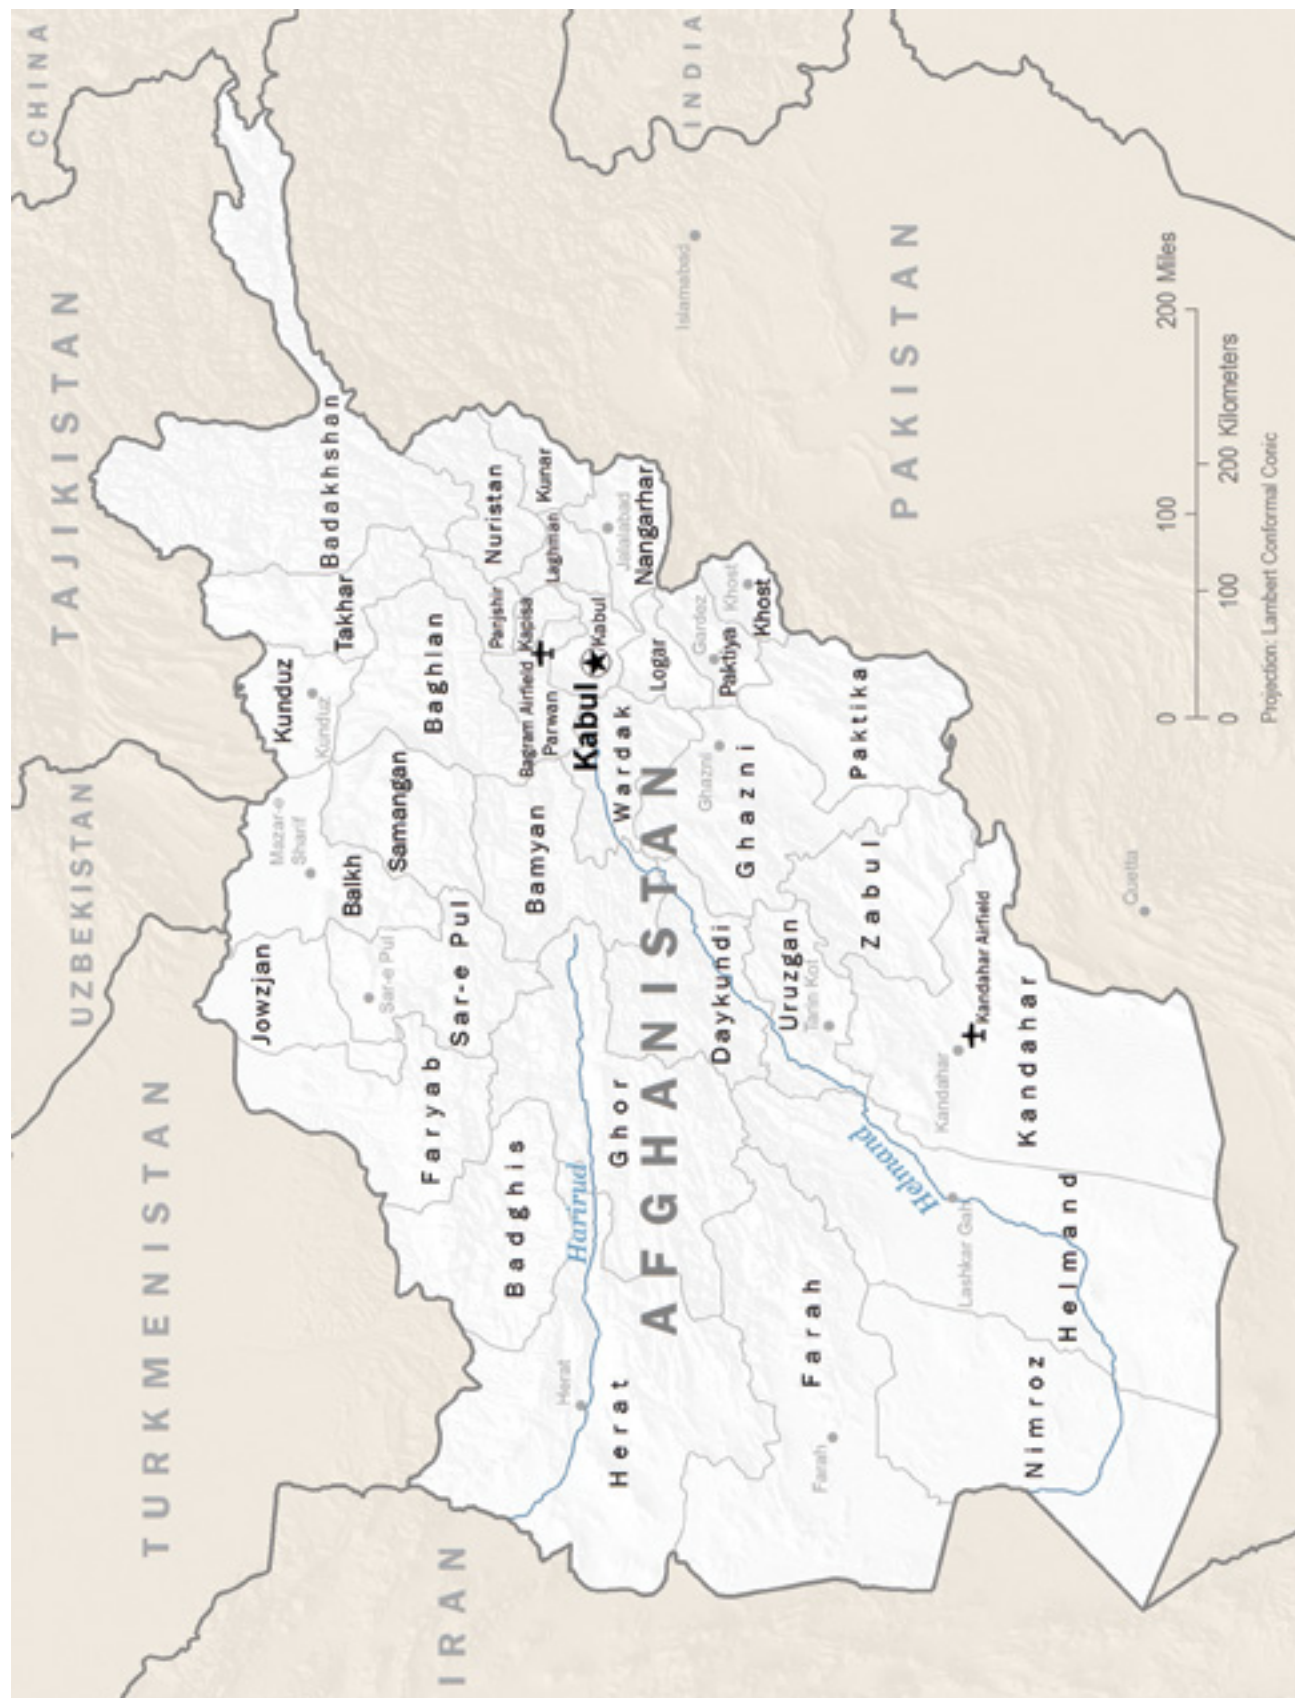 CHINA
TAJIKISTAN
UZBEKISTAN
TURKMENISTAN
IRAN
INDIA
PAKISTAN
AFGHANISTAN
Badakhshan
Takhar
Kunduz
Kunduz
Mazar-e
Sharif
Balkh
Jowzjan
Sar-e Pul
Sar-e Pul
Samangan
Baghlan
Faryab
Badghis
Bamyan
Panjshir
Nuristan
Kapisa
Kunar
Laghman
Bagram Airfield
Parwan
Kabul
Kabul
Jalalabad
Nangarhar
Wardak
Logar
Gardez
Khost
Paktiya
Khost
Islamabad
Harirud
Herat
Herat
Ghor
Daykundi
Ghazni
Ghazni
Uruzgan
Tarin Kot
Paktika
Zabul
Farah
Farah
Helmand
Kandahar
Kandahar Airfield
Kandahar
Lashkar Gah
Helmand
Nimroz
Quetta
0 100 200 Miles
0 100 200 Kilometers
Projection: Lambert Conformal Conic